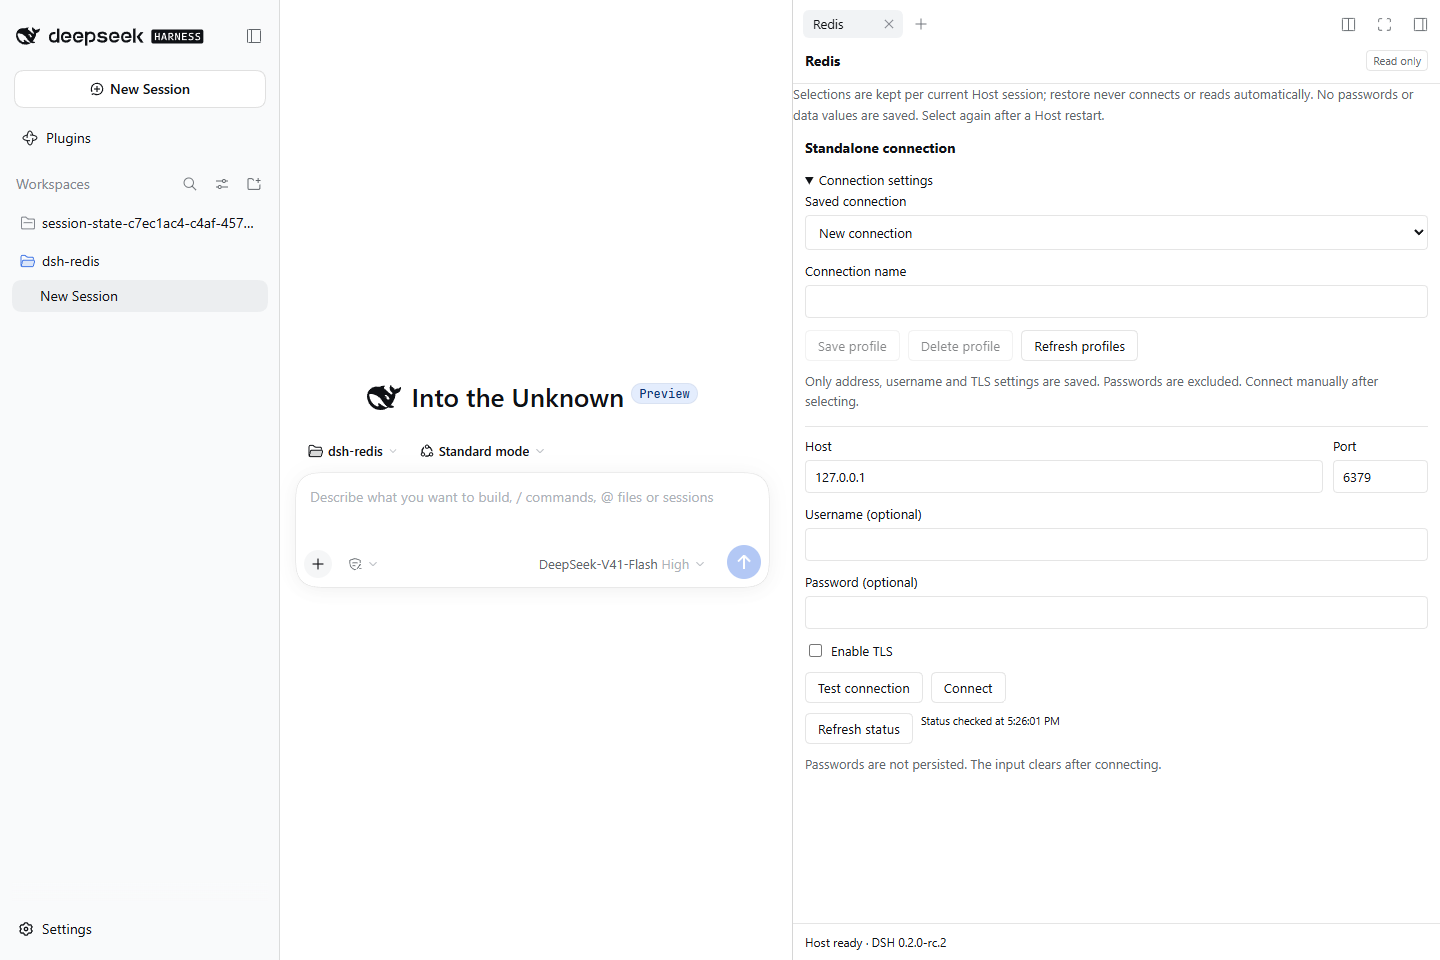 deepseek HARNESS
New Session
Plugins
Workspaces
session-state-c7ec1ac4-c4af-457...
dsh-redis
New Session
Settings
Into the Unknown Preview
dsh-redis Standard mode
Describe what you want to build, / commands, @ files or sessions
DeepSeek-V41-Flash High
Redis
Redis
Read only
Selections are kept per current Host session; restore never connects or reads automatically. No passwords or
data values are saved. Select again after a Host restart.
Standalone connection
Connection settings
Saved connection
New connection
Connection name
Save profile Delete profile Refresh profiles
Only address, username and TLS settings are saved. Passwords are excluded. Connect manually after
selecting.
Host Port
127.0.0.1 6379
Username (optional)
Password (optional)
Enable TLS
Test connection Connect
Refresh status Status checked at 5:26:01 PM
Passwords are not persisted. The input clears after connecting.
Host ready · DSH 0.2.0-rc.2